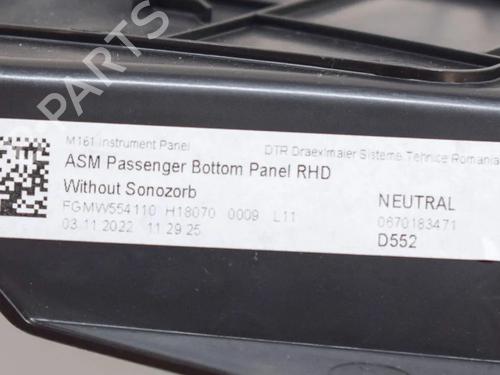 PARTS
M161 Instrument Panel DTR Draexlmaier Sisteme Tehnice Romania
ASM Passenger Bottom Panel RHD
Without Sonozorb NEUTRAL
FGMW554110 H18070 0009 L11 0670183471
03.11.2022 11:29:25 D552